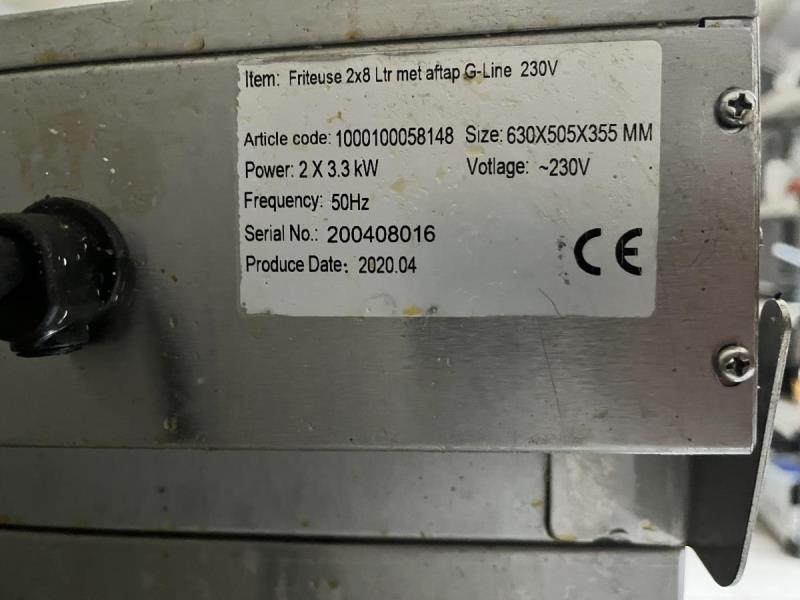 Item: Friteuse 2x8 Ltr met aftap G-Line 230V
Article code: 1000100058148 Size: 630X505X355 MM
Power: 2 X 3.3 kW Votlage: ~230V
Frequency: 50Hz
Serial No.: 200408016
Produce Date: 2020.04
CE